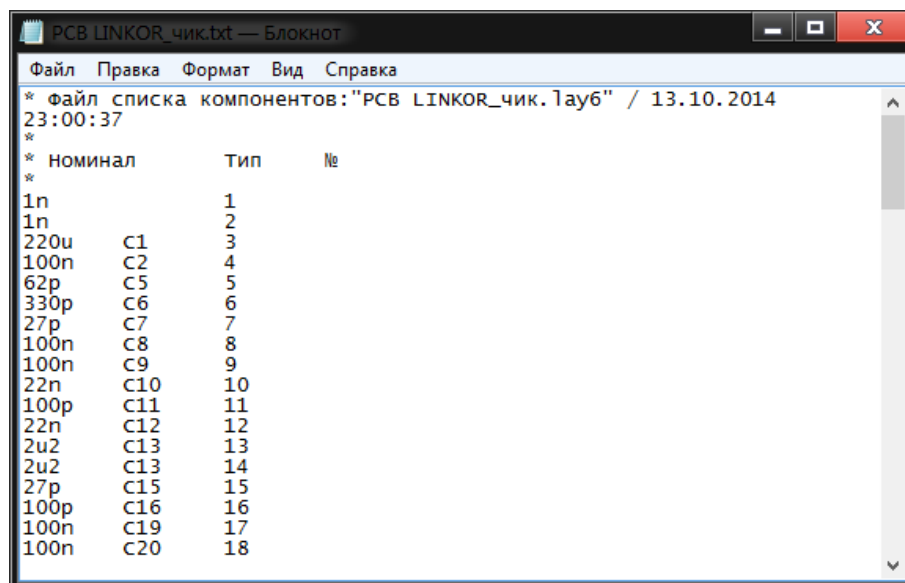 PCB LINKOR_чик.txt — Блокнот
Файл Правка Формат Вид Справка
* Файл списка компонентов:"PCB LINKOR_чик.lay6" / 13.10.2014
23:00:37
*
* Номинал Тип №
*
1n 1
1n 2
220u C1 3
100n C2 4
62p C5 5
330p C6 6
27p C7 7
100n C8 8
100n C9 9
22n C10 10
100p C11 11
22n C12 12
2u2 C13 13
2u2 C13 14
27p C15 15
100p C16 16
100n C19 17
100n C20 18